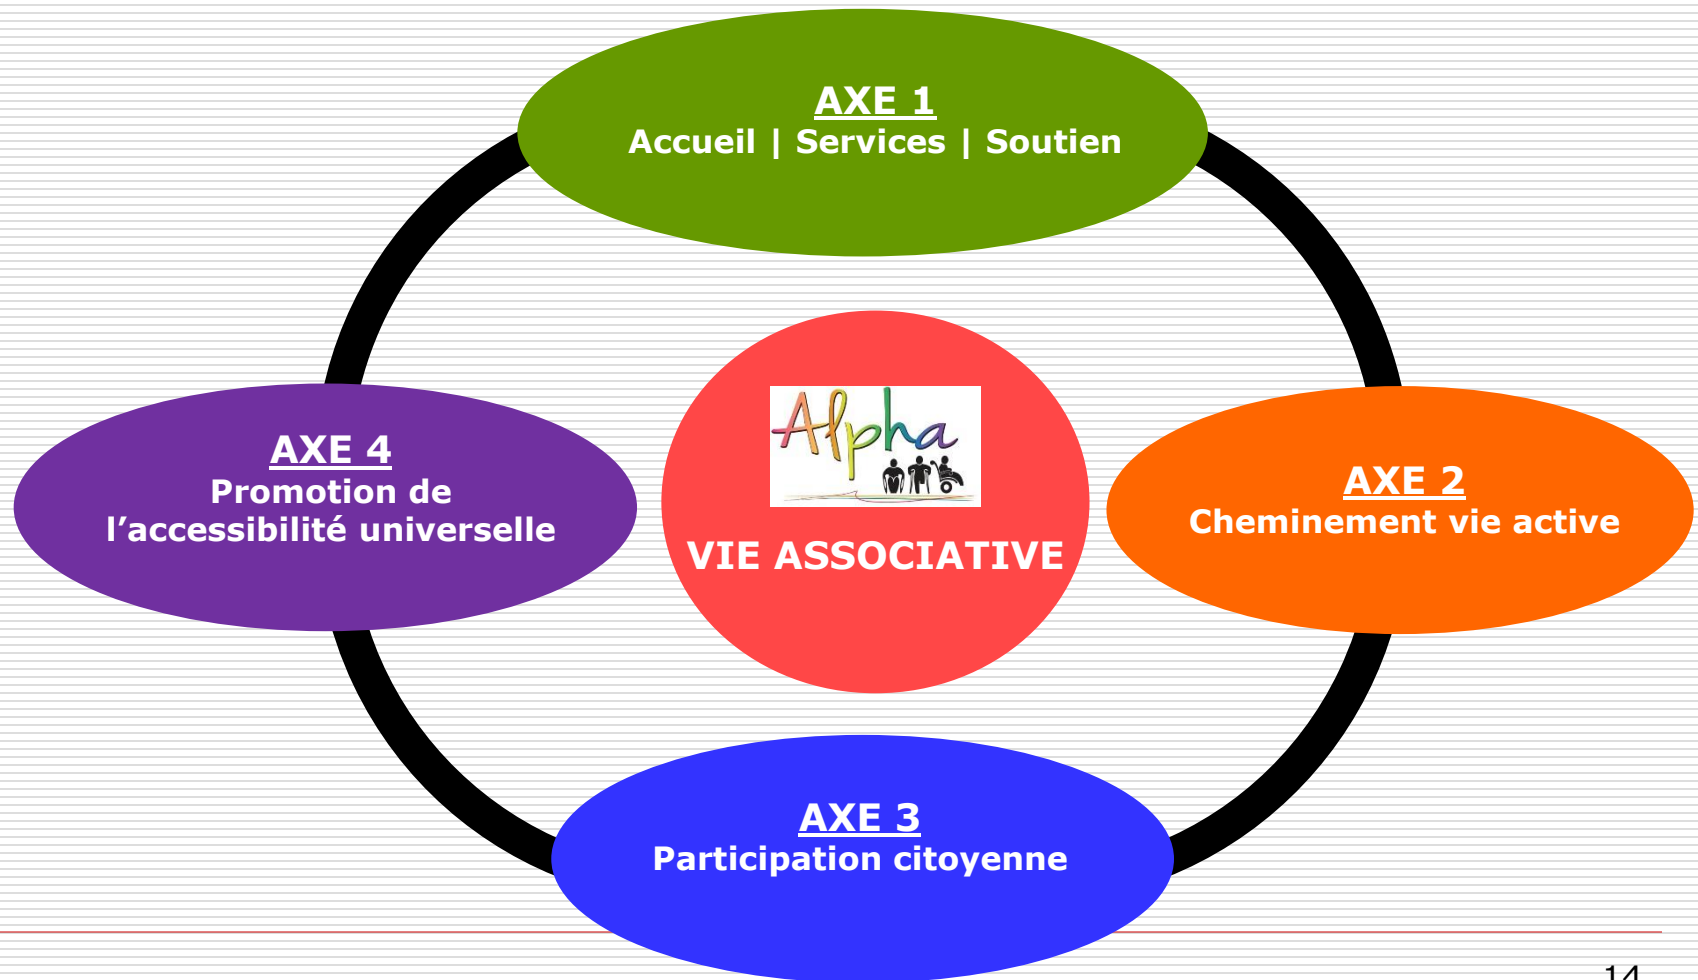 AXE 1
Accueil | Services | Soutien
AXE 4
Promotion de
l’accessibilité universelle
Alpha
VIE ASSOCIATIVE
AXE 2
Cheminement vie active
AXE 3
Participation citoyenne
14